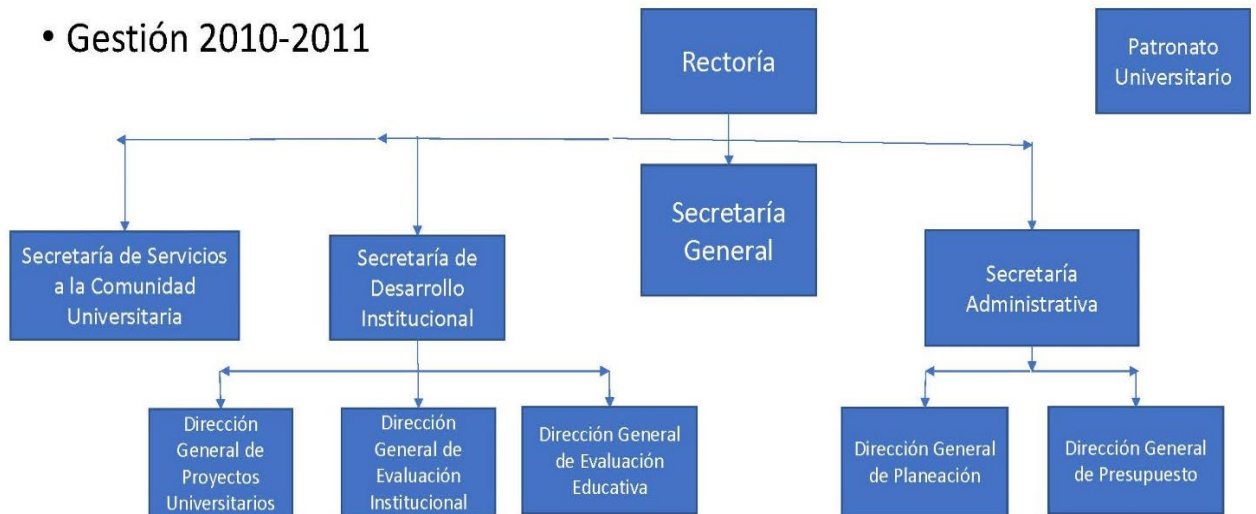 • Gestión 2010-2011
Rectoría
Patronato
Universitario
Secretaría
General
Secretaría de Servicios
a la Comunidad
Universitaria
Secretaría de
Desarrollo
Institucional
Secretaría
Administrativa
Dirección
General de
Proyectos
Universitarios
Dirección
General de
Evaluación
Institucional
Dirección General
de Evaluación
Educativa
Dirección General
de Planeación
Dirección General
de Presupuesto